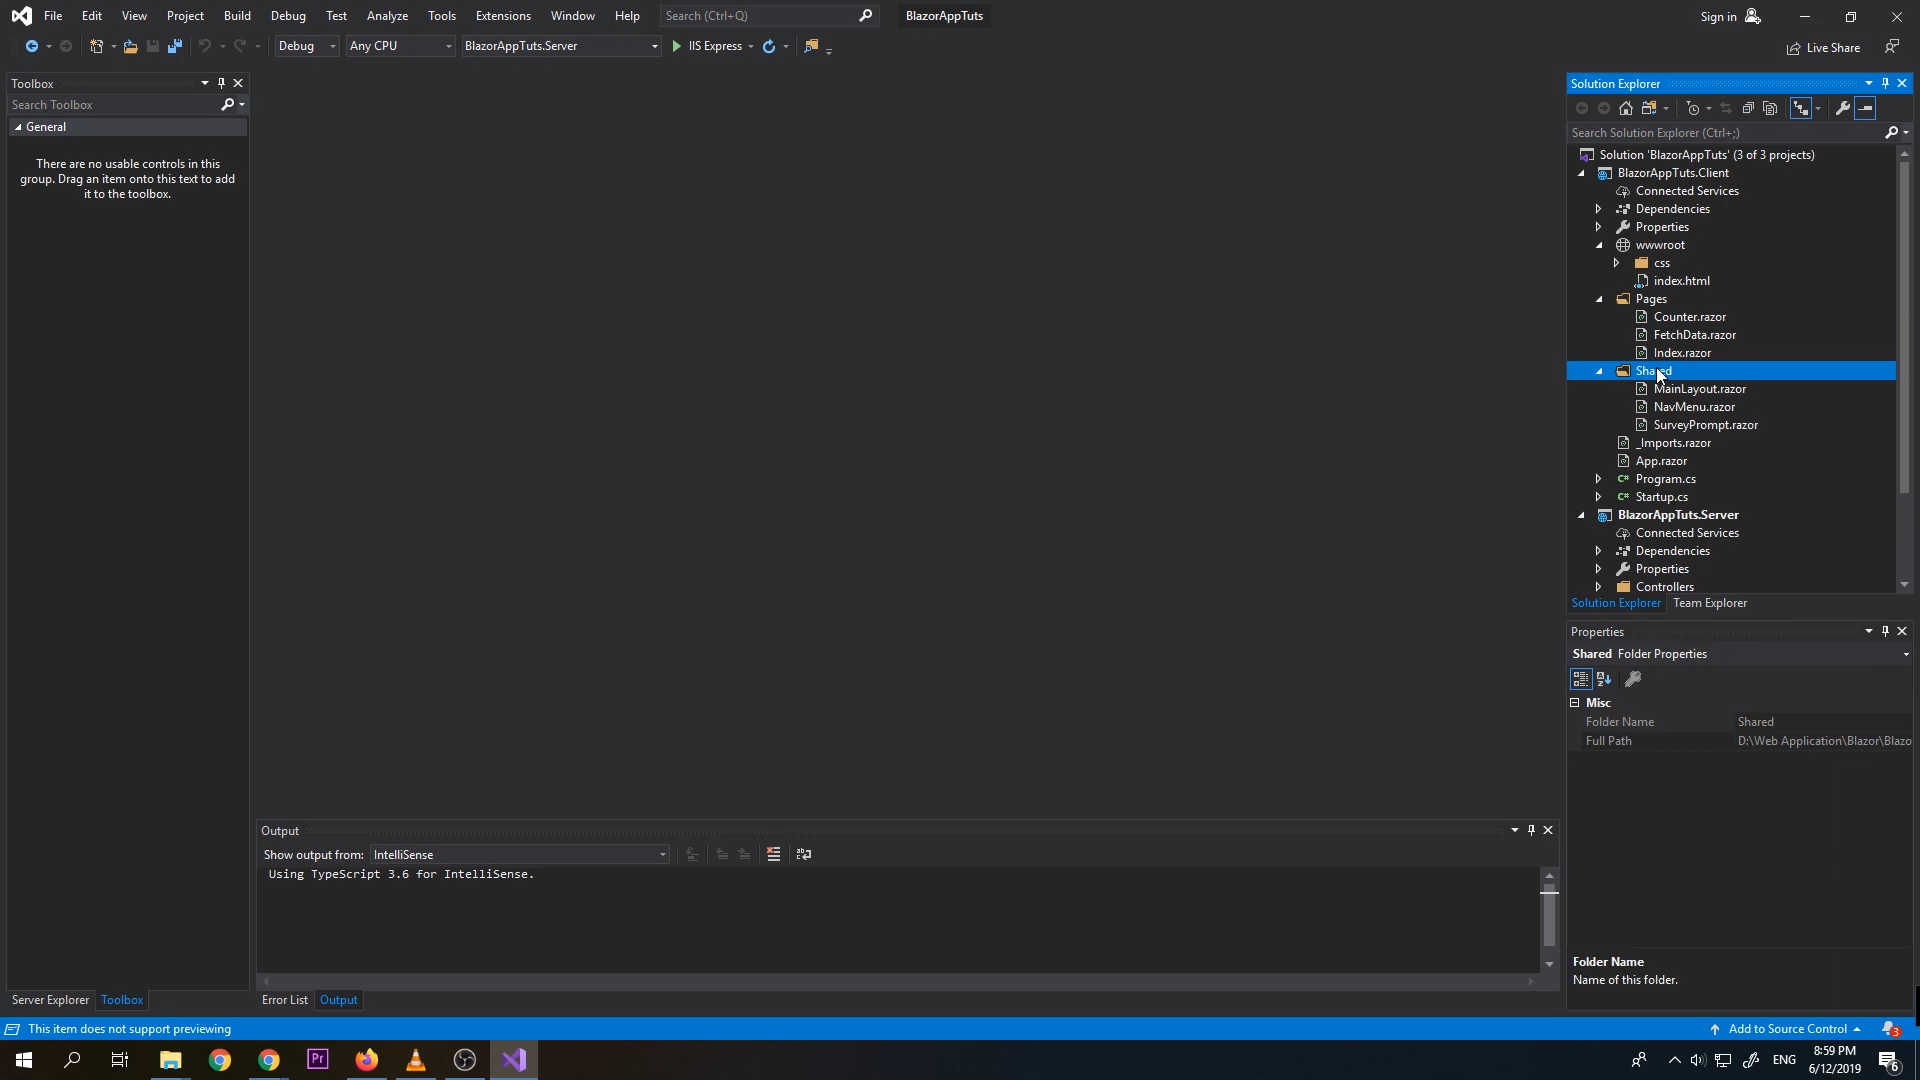 File Edit View Project Build Debug Test Analyze Tools Extensions Window Help Search (Ctrl+Q) BlazorAppTuts Sign in
Debug Any CPU BlazorAppTuts.Server IIS Express Live Share
Toolbox
Search Toolbox
General
There are no usable controls in this
group. Drag an item onto this text to add
it to the toolbox.
Server Explorer Toolbox
Output
Show output from: IntelliSense
Using TypeScript 3.6 for IntelliSense.
Error List Output
Solution Explorer
Search Solution Explorer (Ctrl+;)
Solution 'BlazorAppTuts' (3 of 3 projects)
BlazorAppTuts.Client
Connected Services
Dependencies
Properties
wwwroot
css
index.html
Pages
Counter.razor
FetchData.razor
Index.razor
Shared
MainLayout.razor
NavMenu.razor
SurveyPrompt.razor
_Imports.razor
App.razor
C# Program.cs
C# Startup.cs
BlazorAppTuts.Server
Connected Services
Dependencies
Properties
Controllers
Solution Explorer Team Explorer
Properties
Shared Folder Properties
Misc
Folder Name Shared
Full Path D:\Web Application\Blazor\Blazo
Folder Name
Name of this folder.
This item does not support previewing Add to Source Control 3
Pr ENG 8:59 PM
6/12/2019 6